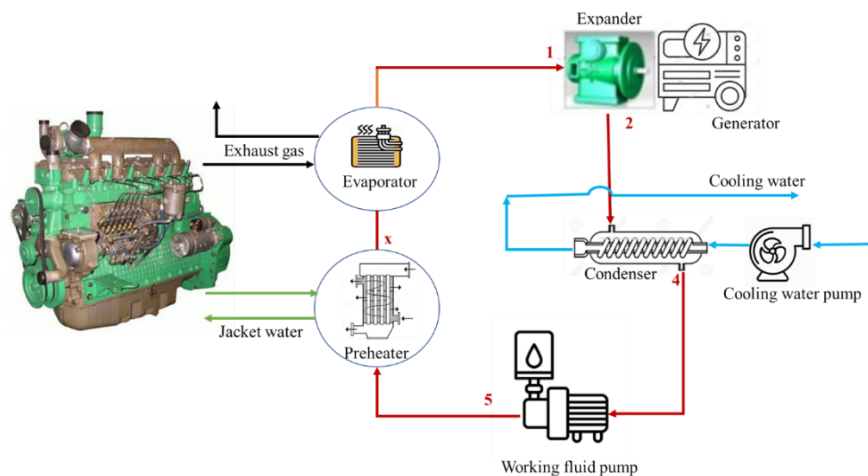 Expander
1
2
Generator
Exhaust gas
Evaporator
Cooling water
x
Condenser
4
Cooling water pump
Jacket water
Preheater
5
Working fluid pump